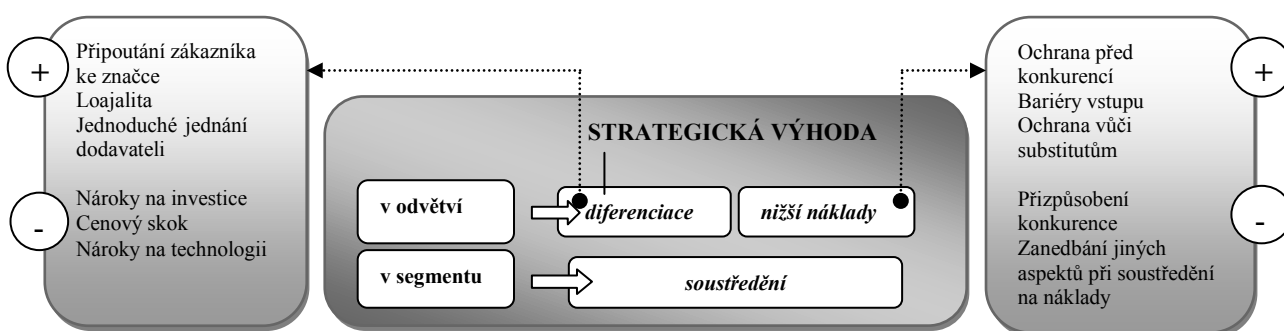 +
Připoutání zákazníka
ke značce
Loajalita
Jednoduché jednání
dodavateli
-
Nároky na investice
Cenový skok
Nároky na technologii
STRATEGICKÁ VÝHODA
v odvětví
diferenciace
nižší náklady
v segmentu
soustředění
Ochrana před
konkurencí
Bariéry vstupu
Ochrana vůči
substitutům
+
Přizpůsobení
konkurence
Zanedbání jiných
aspektů při soustředění
na náklady
-